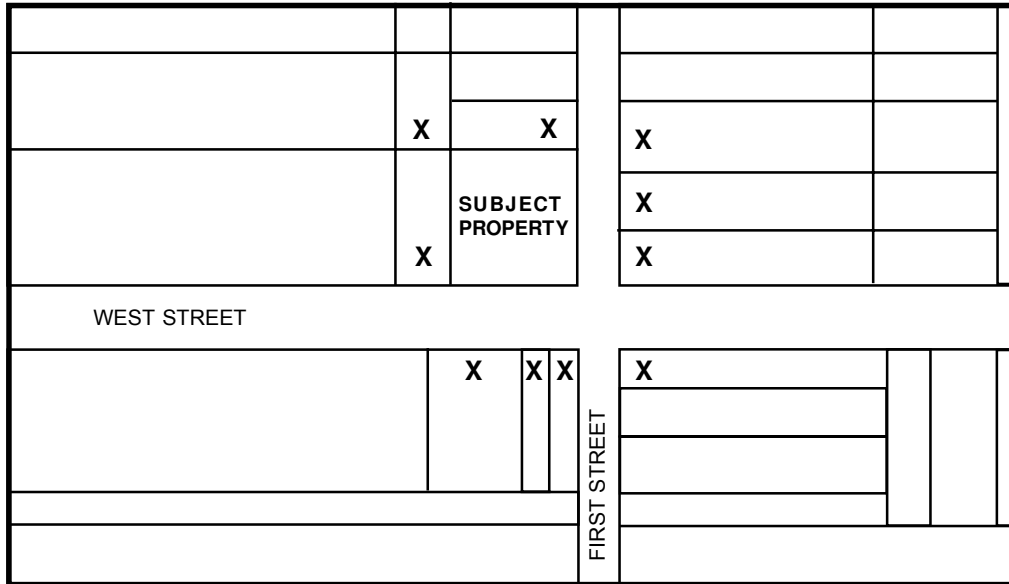 X X
X
SUBJECT
PROPERTY
X
X
X
WEST STREET
X X X X
FIRST STREET